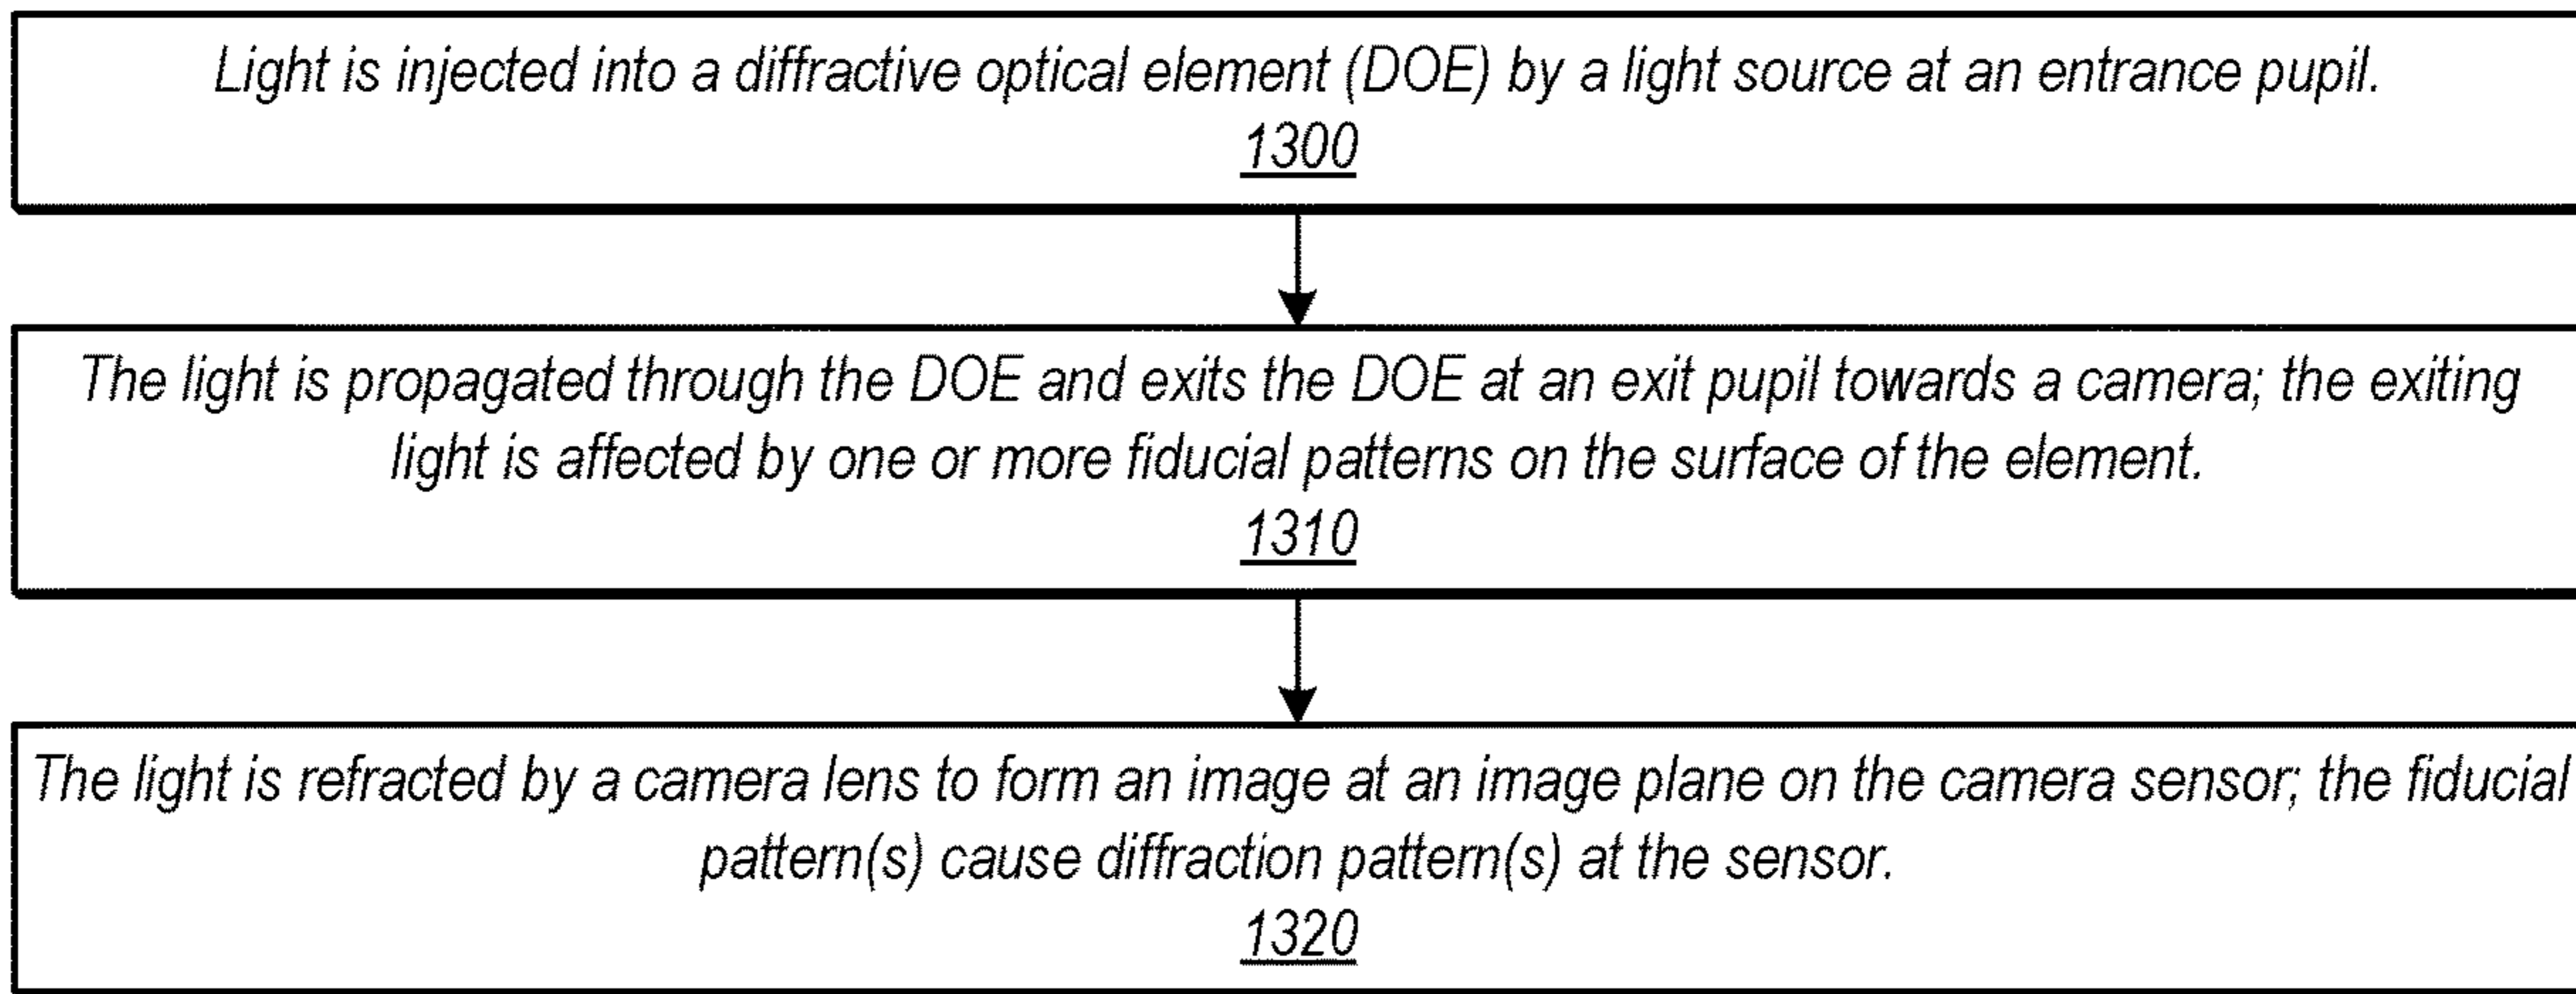 Light is injected into a diffractive optical element (DOE) by a light source at an entrance pupil.
1300
The light is propagated through the DOE and exits the DOE at an exit pupil towards a camera; the exiting
light is affected by one or more fiducial patterns on the surface of the element.
1310
The light is refracted by a camera lens to form an image at an image plane on the camera sensor; the fiducial
pattern(s) cause diffraction pattern(s) at the sensor.
1320